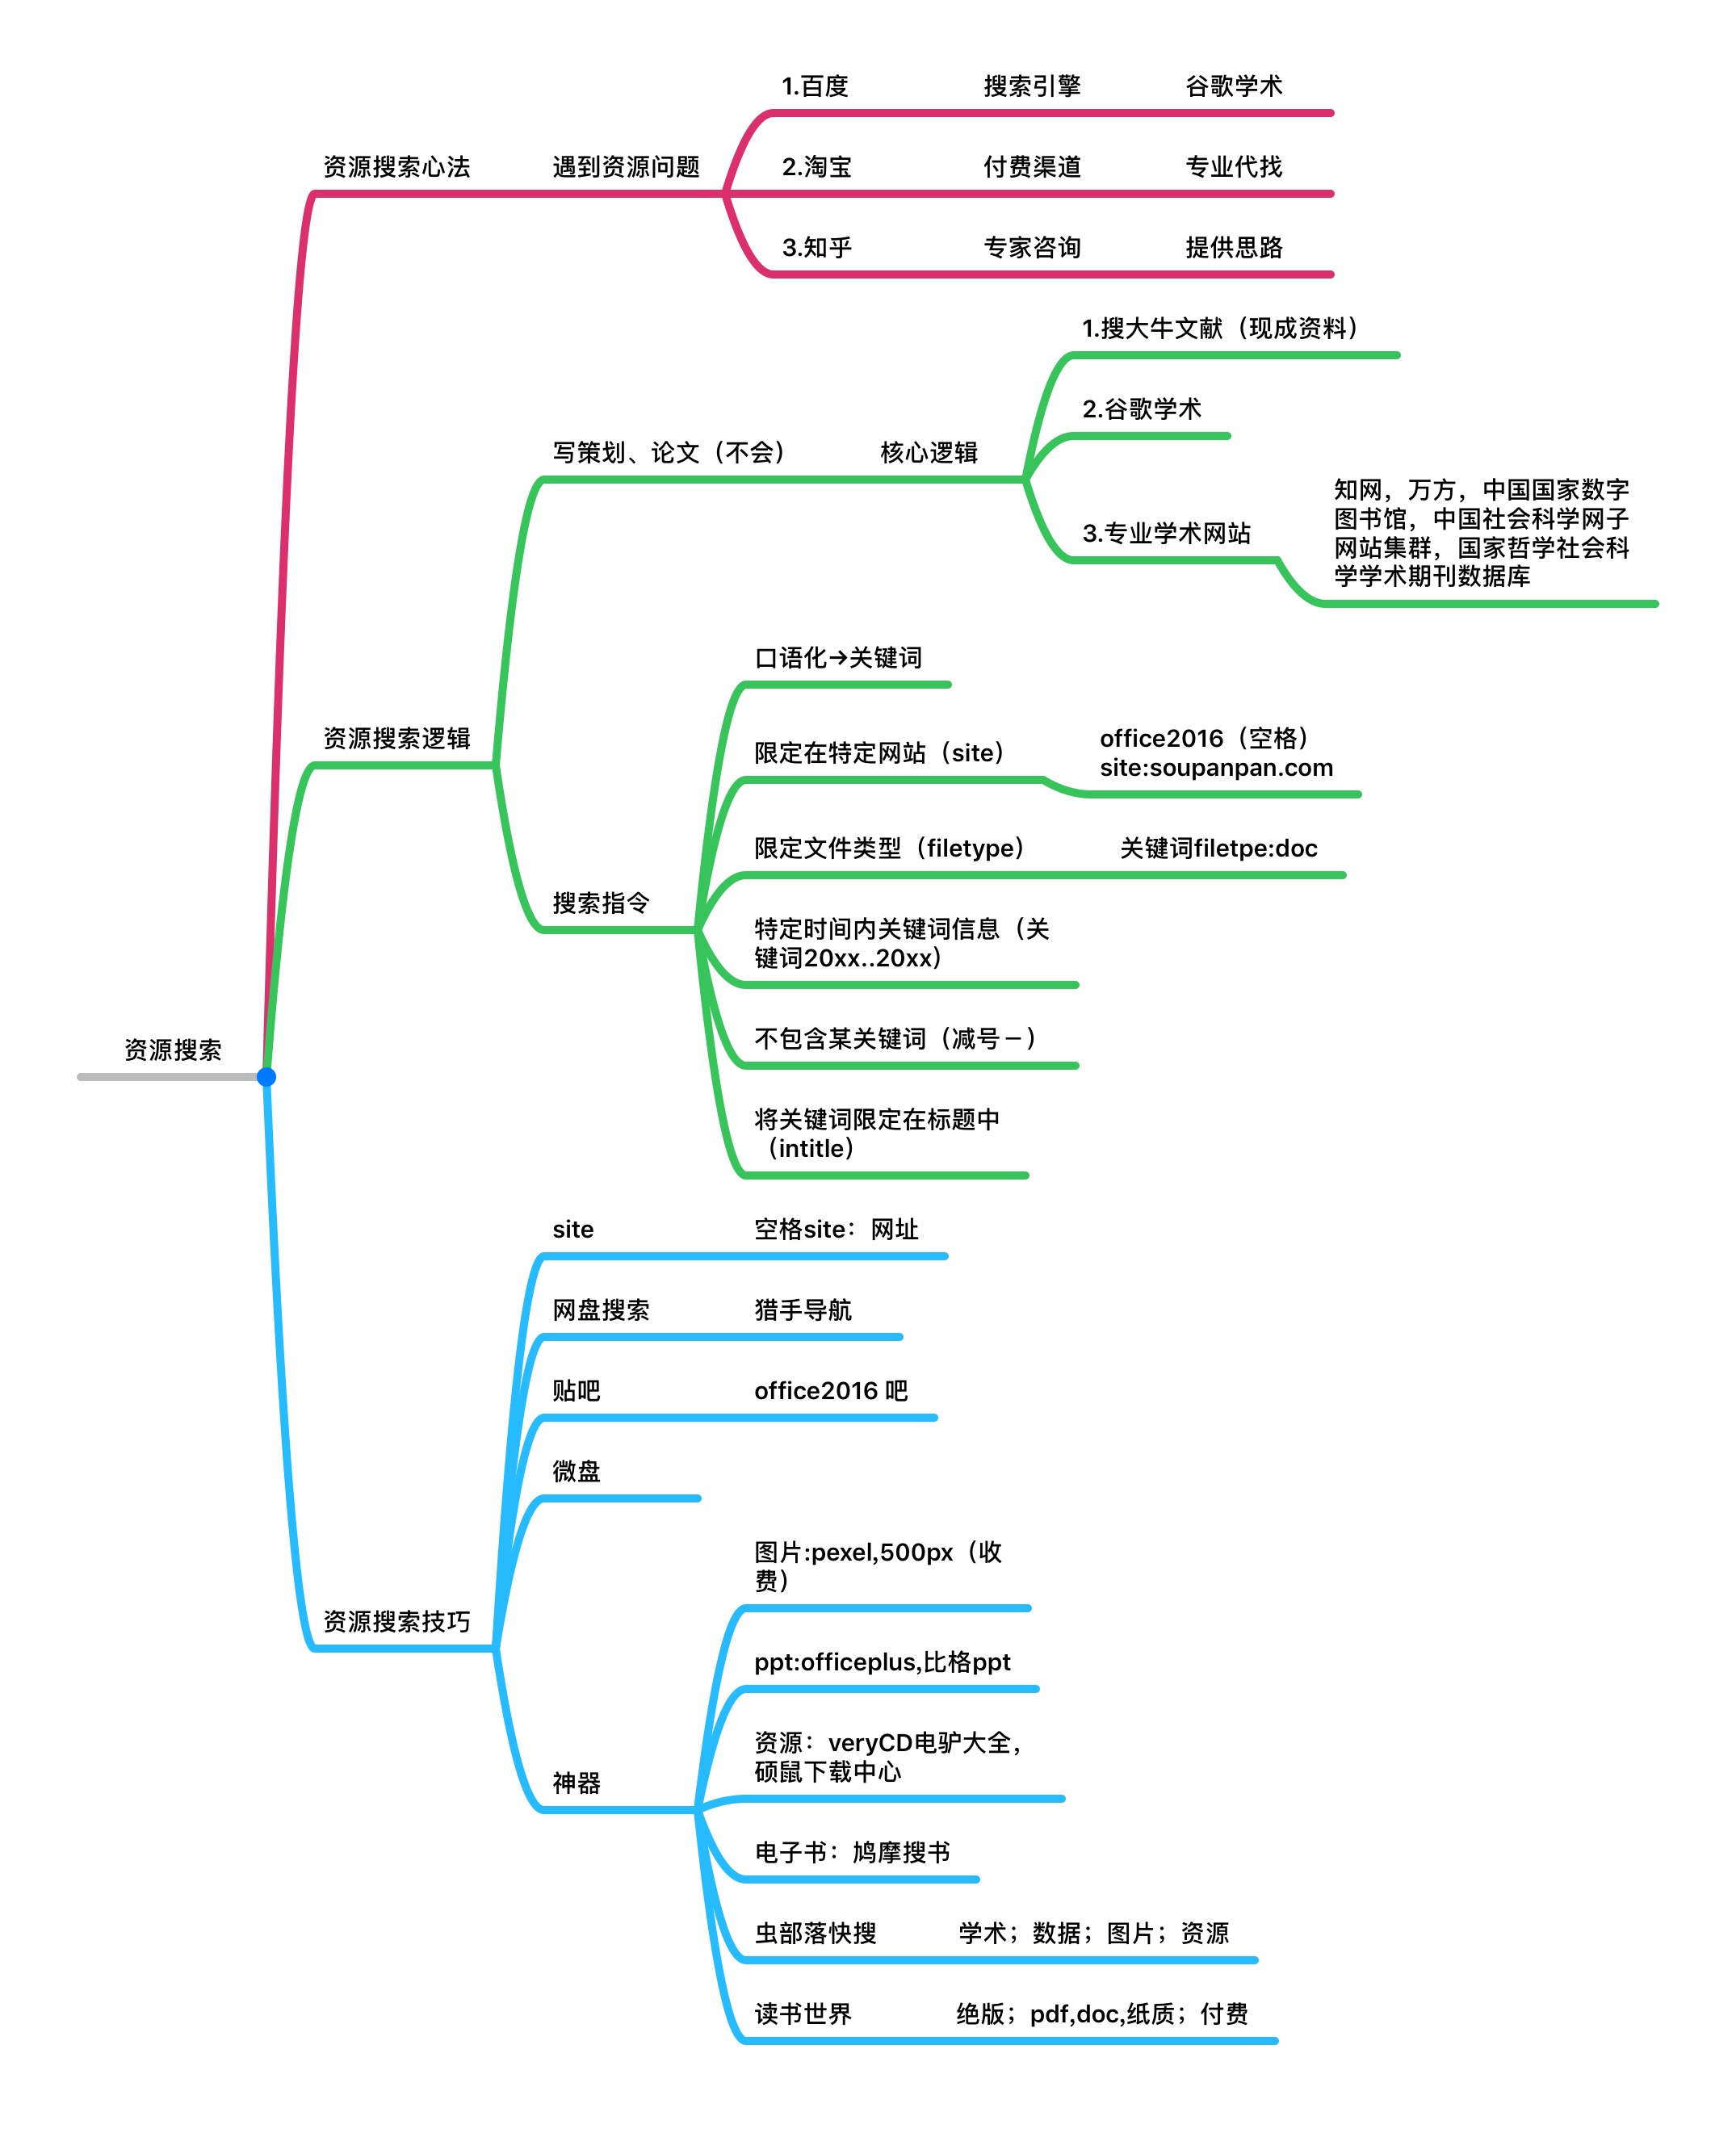 1.百度
搜索引擎
谷歌学术
资源搜索心法
遇到资源问题
2.淘宝
付费渠道
专业代找
3.知乎
专家咨询
提供思路
1.搜大牛文献（现成资料）
2.谷歌学术
写策划、论文（不会）
核心逻辑
3.专业学术网站
知网，万方，中国国家数字
图书馆，中国社会科学网子
网站集群，国家哲学社会科
学学术期刊数据库
口语化→关键词
资源搜索逻辑
限定在特定网站（site）
office2016（空格）
site:soupanpan.com
限定文件类型（filetype）
关键词filetpe:doc
搜索指令
特定时间内关键词信息（关
键词20xx..20xx）
不包含某关键词（减号－）
将关键词限定在标题中
（intitle）
资源搜索
site
空格site：网址
网盘搜索
猎手导航
贴吧
office2016 吧
微盘
资源搜索技巧
图片:pexel,500px（收
费）
ppt:officeplus,比格ppt
资源：veryCD电驴大全，
硕鼠下载中心
神器
电子书：鸠摩搜书
虫部落快搜
学术；数据；图片；资源
读书世界
绝版；pdf,doc,纸质；付费